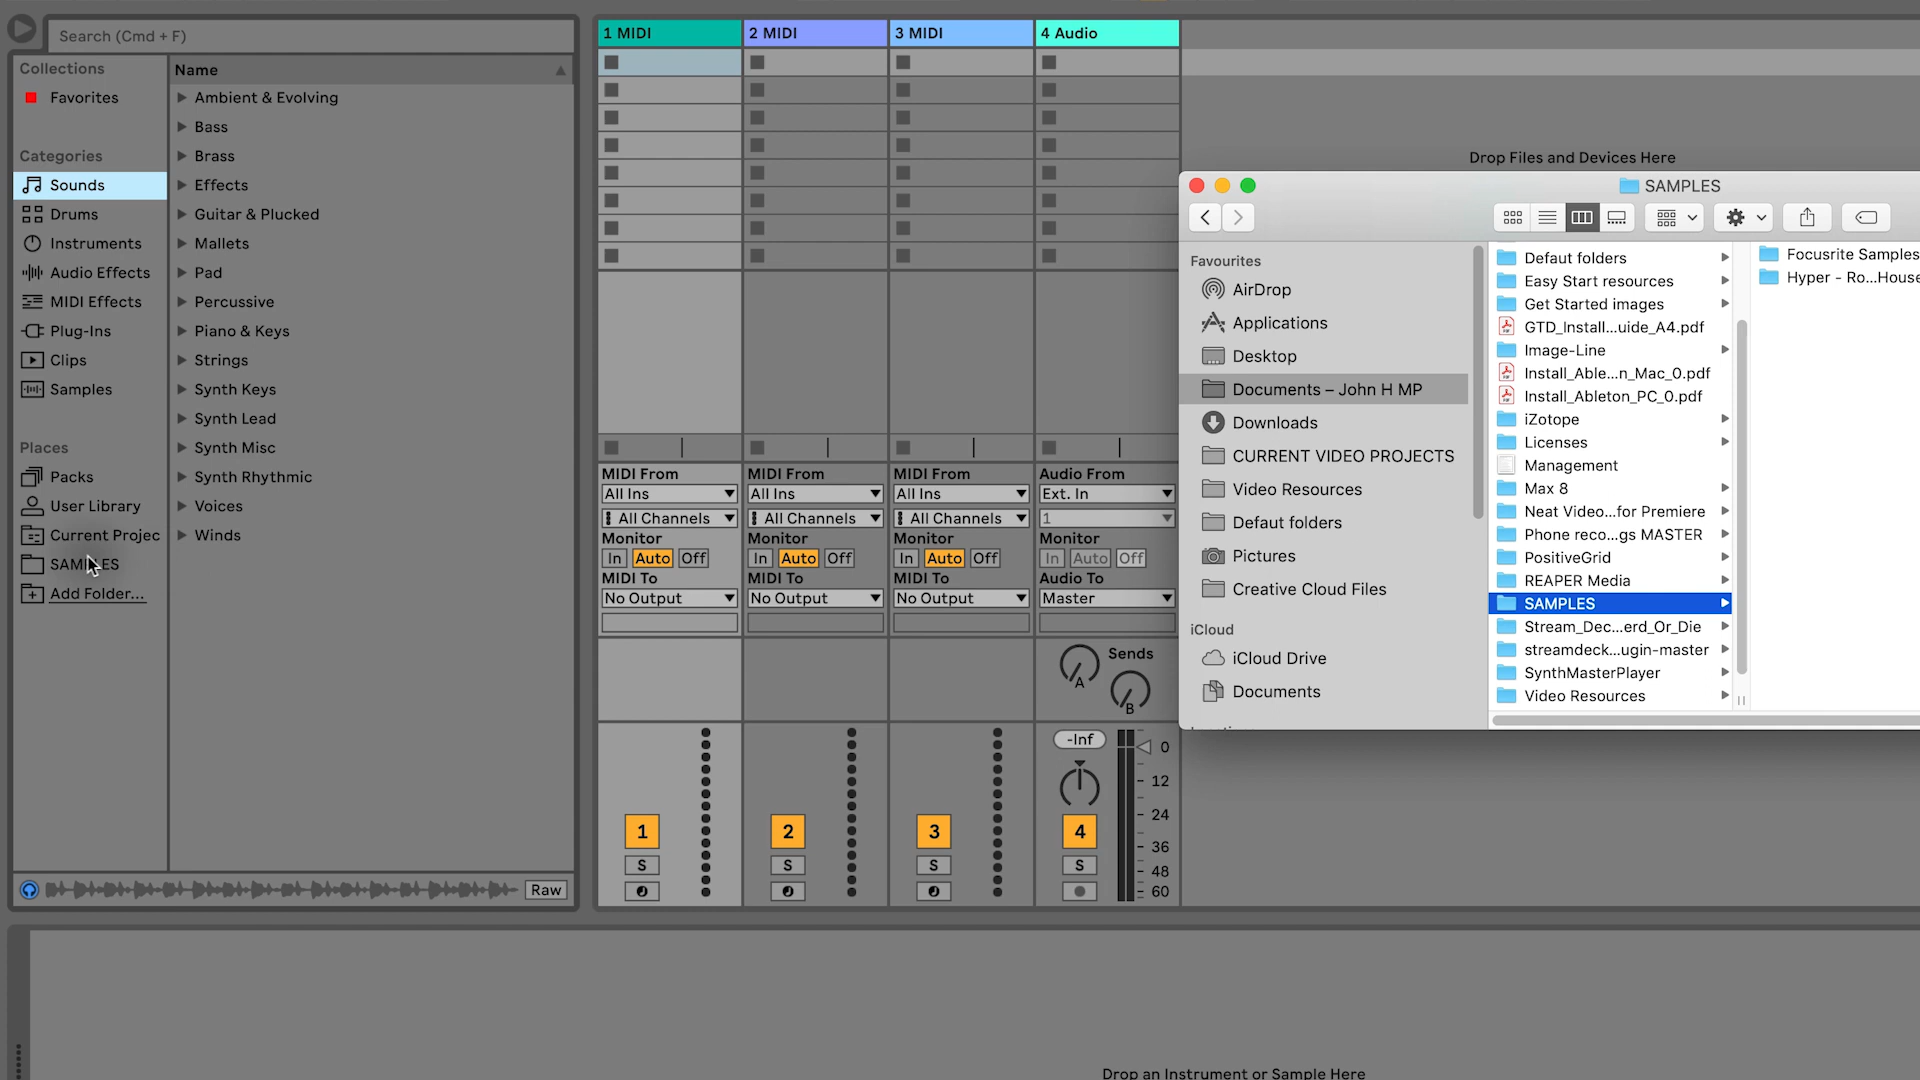 Search (Cmd + F)
Collections
Favorites
Categories
Sounds
Drums
Instruments
Audio Effects
MIDI Effects
Plug-Ins
Clips
Samples
Places
Packs
User Library
Current Projec
SAMPLES
Add Folder...
Name
Ambient & Evolving
Bass
Brass
Effects
Guitar & Plucked
Mallets
Pad
Percussive
Piano & Keys
Strings
Synth Keys
Synth Lead
Synth Misc
Synth Rhythmic
Voices
Winds
Raw
1 MIDI
2 MIDI
3 MIDI
4 Audio
MIDI From
All Ins
All Channels
Monitor
In Auto Off
MIDI To
No Output
1
S
MIDI From
All Ins
All Channels
Monitor
In Auto Off
MIDI To
No Output
2
S
MIDI From
All Ins
All Channels
Monitor
In Auto Off
MIDI To
No Output
3
S
Audio From
Ext. In
1
Monitor
In Auto Off
Audio To
Master
Sends
A
B
-Inf
0
12
24
36
48
60
4
S
Drop Files and Devices Here
SAMPLES
Favourites
AirDrop
Applications
Desktop
Documents – John H MP
Downloads
CURRENT VIDEO PROJECTS
Video Resources
Defaut folders
Pictures
Creative Cloud Files
iCloud
iCloud Drive
Documents
Defaut folders
Easy Start resources
Get Started images
GTD_Install...uide_A4.pdf
Image-Line
Install_Able...n_Mac_0.pdf
Install_Ableton_PC_0.pdf
iZotope
Licenses
Management
Max 8
Neat Video...for Premiere
Phone reco...gs MASTER
PositiveGrid
REAPER Media
SAMPLES
Stream_Dec...erd_Or_Die
streamdeck...ugin-master
SynthMasterPlayer
Video Resources
Focusrite Samples
Hyper - Ro...House
Drop an Instrument or Sample Here